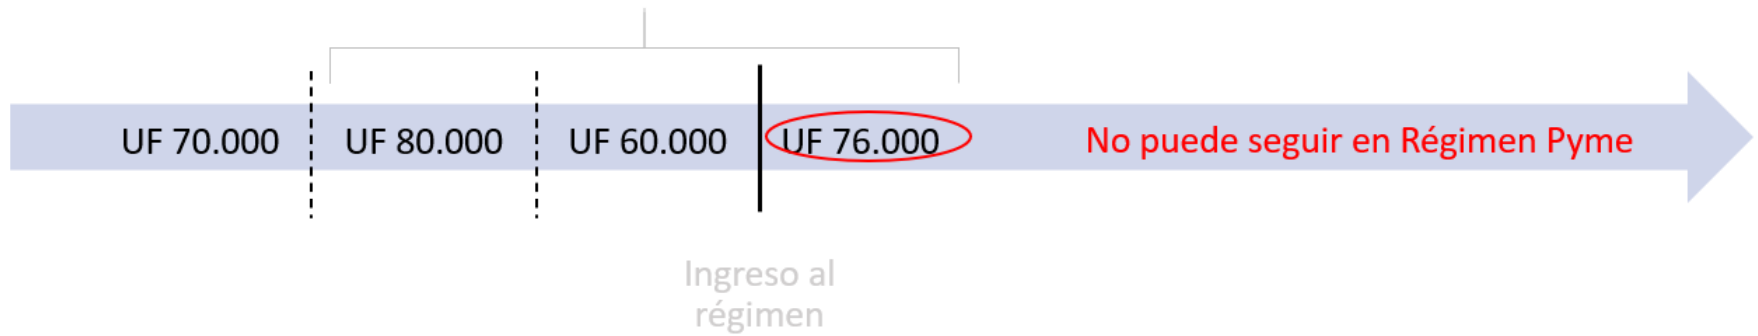 UF 70.000 UF 80.000 UF 60.000 UF 76.000 No puede seguir en Régimen Pyme
Ingreso al
régimen